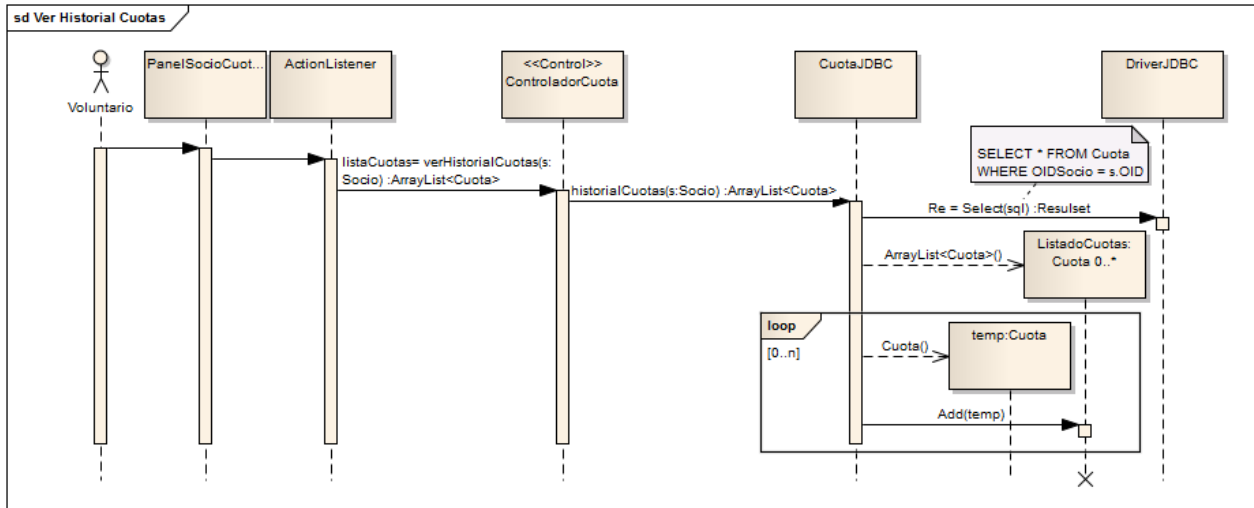 sd Ver Historial Cuotas
Voluntario
PanelSocioCuot...
ActionListener
<<Control>>
ControladorCuota
CuotaJDBC
DriverJDBC
listaCuotas= verHistorialCuotas(s:
Socio) :ArrayList<Cuota>
historialCuotas(s:Socio) :ArrayList<Cuota>
SELECT * FROM Cuota
WHERE OIDSocio = s.OID
Re = Select(sql) :Resulset
ArrayList<Cuota>()
ListadoCuotas:
Cuota 0..*
loop
[0..n]
Cuota()
temp:Cuota
Add(temp)